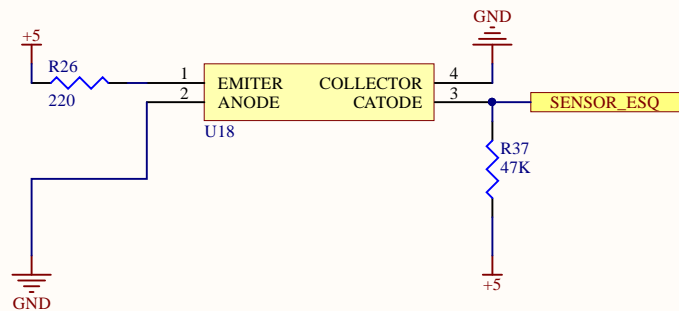 GND
+5
R26
220
1
EMITER
COLLECTOR
4
2
ANODE
CATODE
3
SENSOR_ESQ
U18
R37
47K
+5
GND